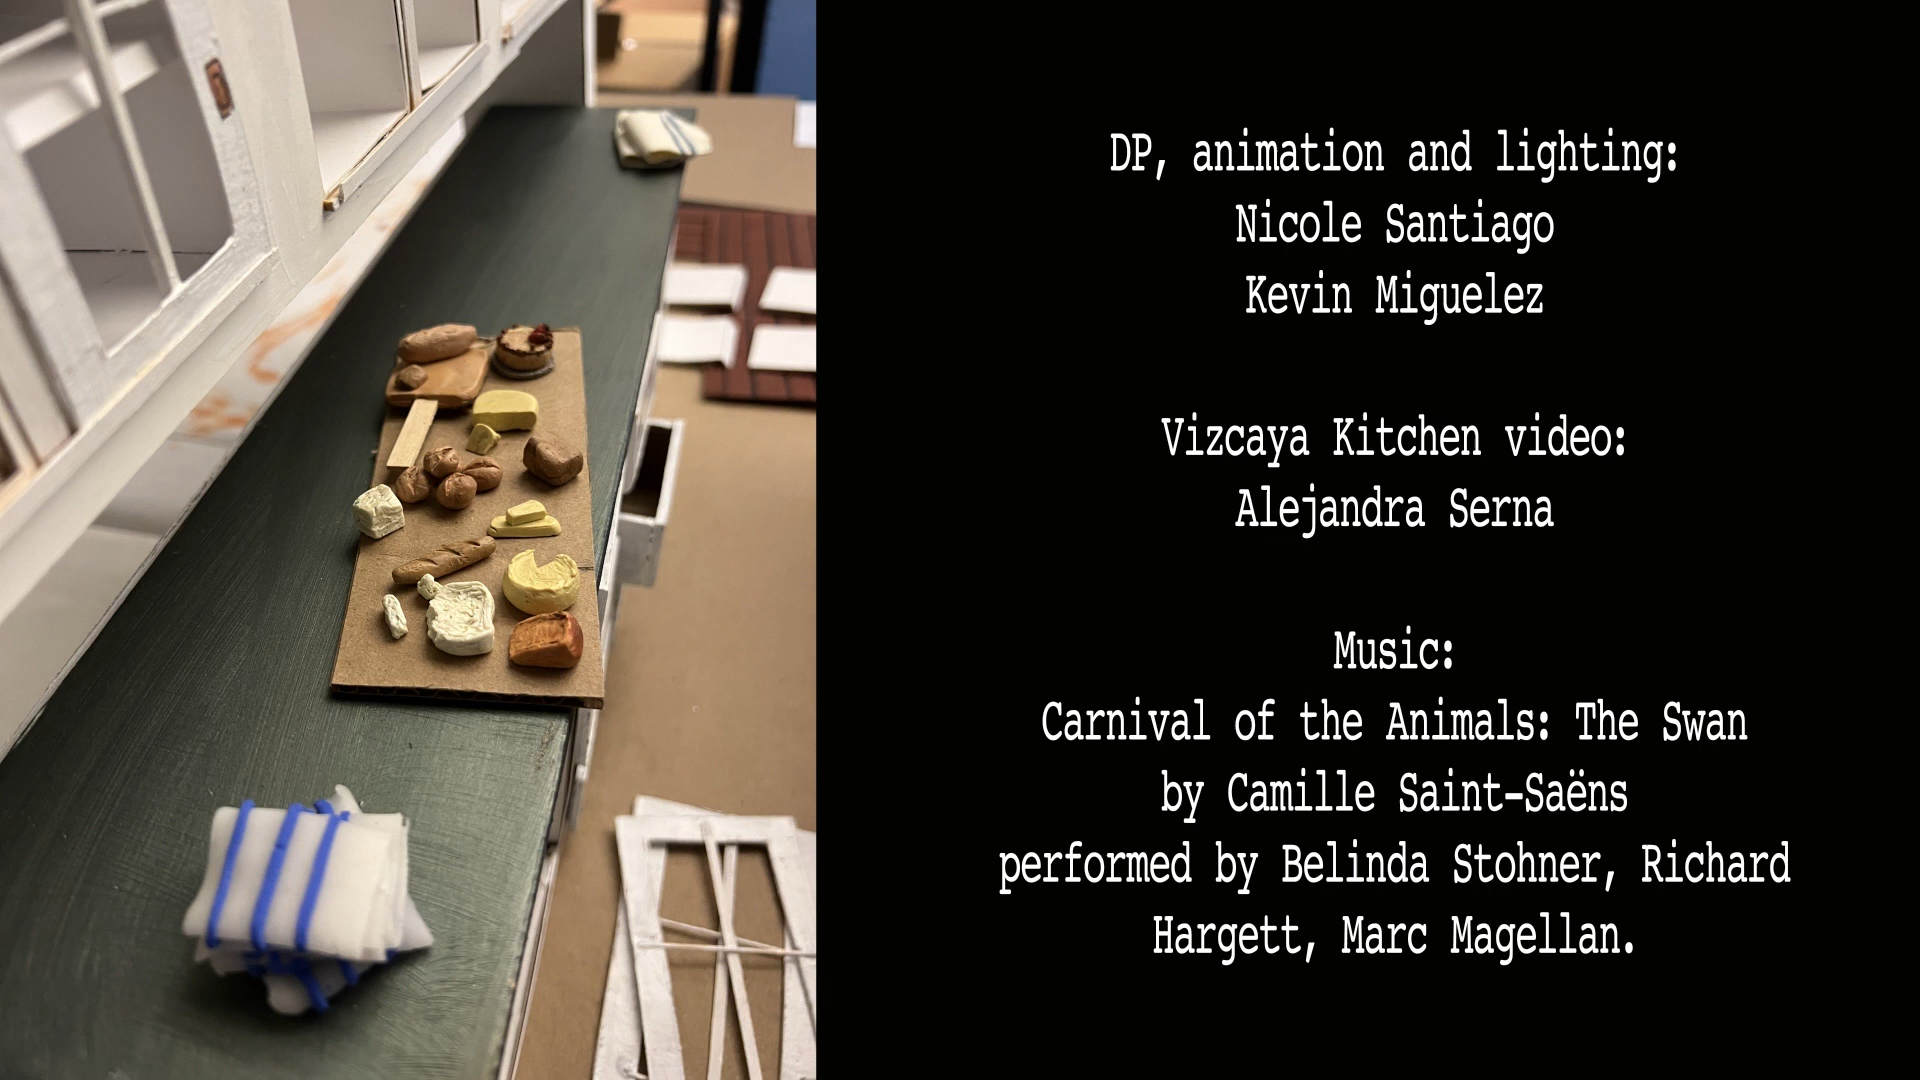 DP, animation and lighting:
Nicole Santiago
Kevin Miguelez
Vizcaya Kitchen video:
Alejandra Serna
Music:
Carnival of the Animals: The Swan
by Camille Saint-Saëns
performed by Belinda Stohner, Richard
Hargett, Marc Magellan.